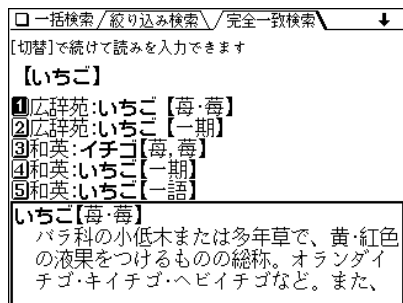 一括検索/絞り込み検索\/完全一致検索\ ↓
[切替]で続けて読みを入力できます
【いちご】
1広辞苑:いちご【苺·莓】
2広辞苑:いちご【一期】
3和英:イチゴ【苺,莓】
4和英:いちご【一期】
5和英:いちご【一語】
いちご【苺·莓】
バラ科の小低木または多年草で、黄·紅色
の液果をつけるものの総称。オランダイ
チゴ·キイチゴ·ヘビイチゴなど。また、